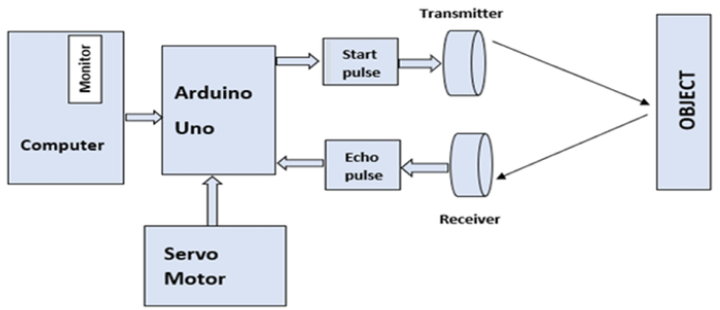 Monitor
Computer
Arduino
Uno
Start
pulse
Transmitter
Echo
pulse
Receiver
OBJECT
Servo
Motor